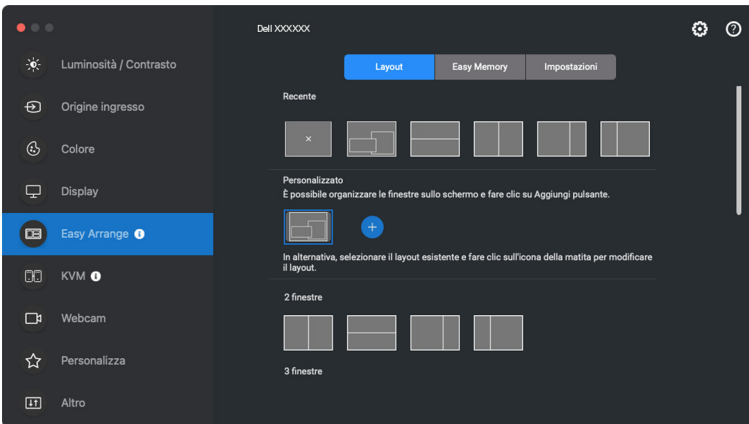 Dell XXXXXX
Luminosità / Contrasto
Origine ingresso
Colore
Display
Easy Arrange
KVM
Webcam
Personalizza
Altro
Layout Easy Memory Impostazioni
Recente
Personalizzato
È possibile organizzare le finestre sullo schermo e fare clic su Aggiungi pulsante.
In alternativa, selezionare il layout esistente e fare clic sull'icona della matita per modificare
il layout.
2 finestre
3 finestre